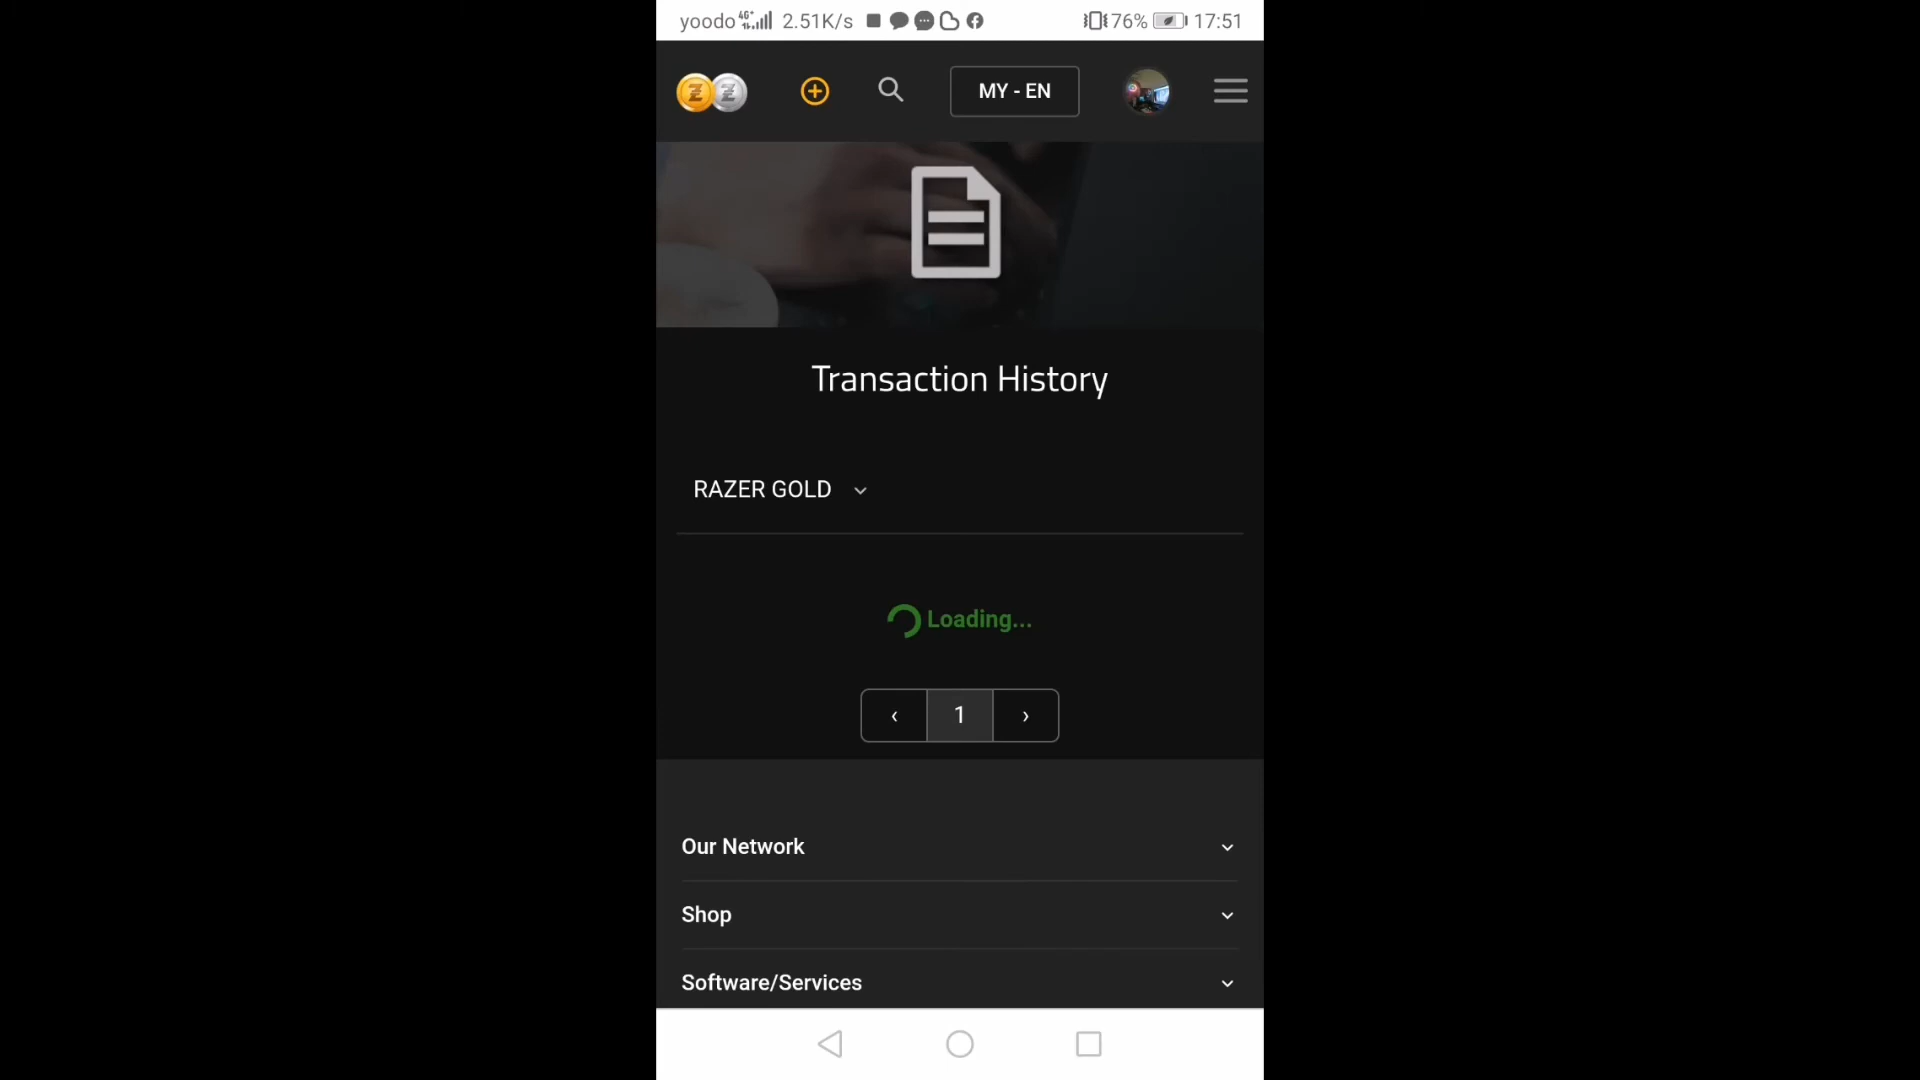 yoodo 4G+ 2.51K/s 76% 17:51
MY - EN
Transaction History
RAZER GOLD
Loading...
‹ 1 ›
Our Network
Shop
Software/Services